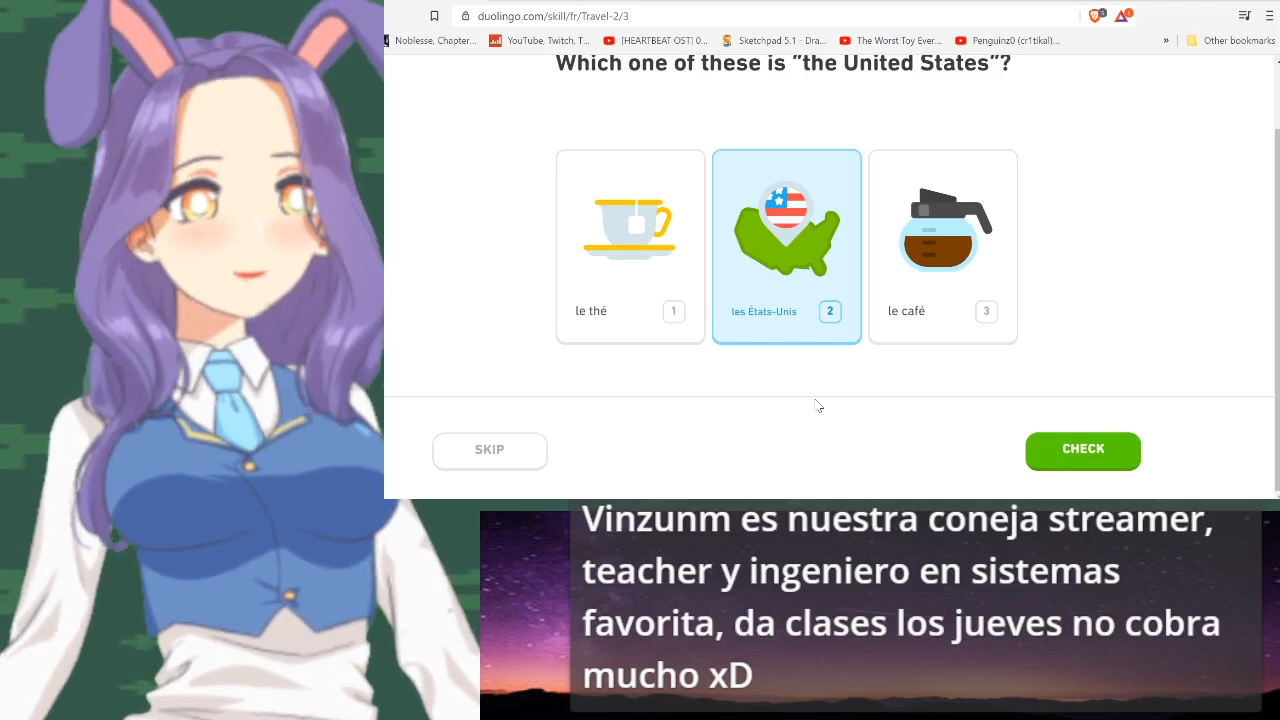 duolingo.com/skill/fr/Travel-2/3
Noblesse, Chapter... YouTube, Twitch, T... [HEARTBEAT OST] 0... Sketchpad 5.1 - Dra... The Worst Toy Ever... Penguinz0 (cr1tikal)... » Other bookmarks
Which one of these is "the United States"?
le thé 1
les États-Unis 2
le café 3
SKIP
CHECK
Vinzunm es nuestra coneja streamer,
teacher y ingeniero en sistemas
favorita, da clases los jueves no cobra
mucho xD